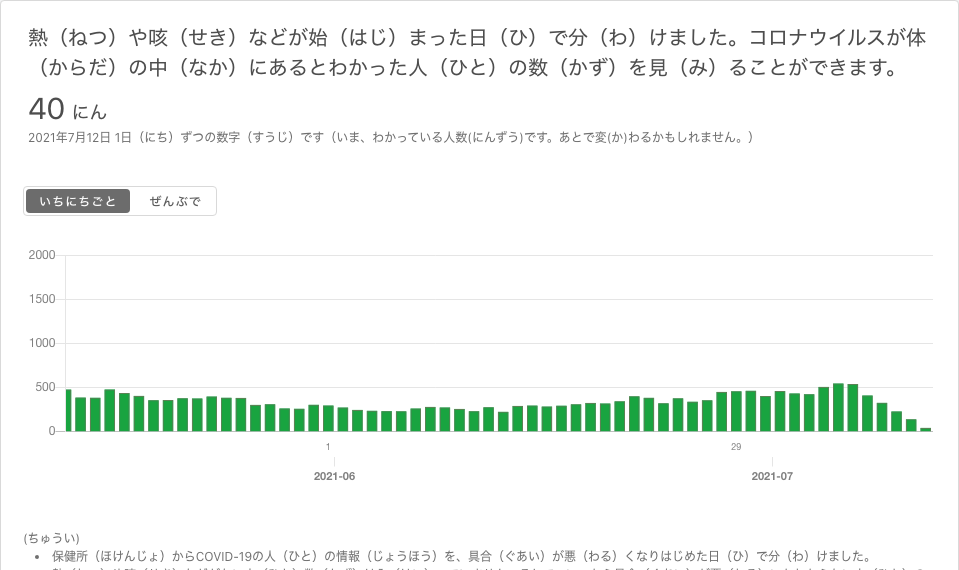 熱（ねつ）や咳（せき）などが始（はじ）まった日（ひ）で分（わ）けました。コロナウイルスが体
（からだ）の中（なか）にあるとわかった人（ひと）の数（かず）を見（み）ることができます。
40 にん
2021年7月12日 1日（にち）ずつの数字（すうじ）です（いま、わかっている人数(にんずう)です。あとで変(か)わるかもしれません。）
いちにちごと ぜんぶで
2000
1500
1000
500
0
1 29
2021-06 2021-07
(ちゅうい)
• 保健所（ほけんじょ）からCOVID-19の人（ひと）の情報（じょうほう）を、具合（ぐあい）が悪（わる）くなりはじめた日（ひ）で分（わ）けました。